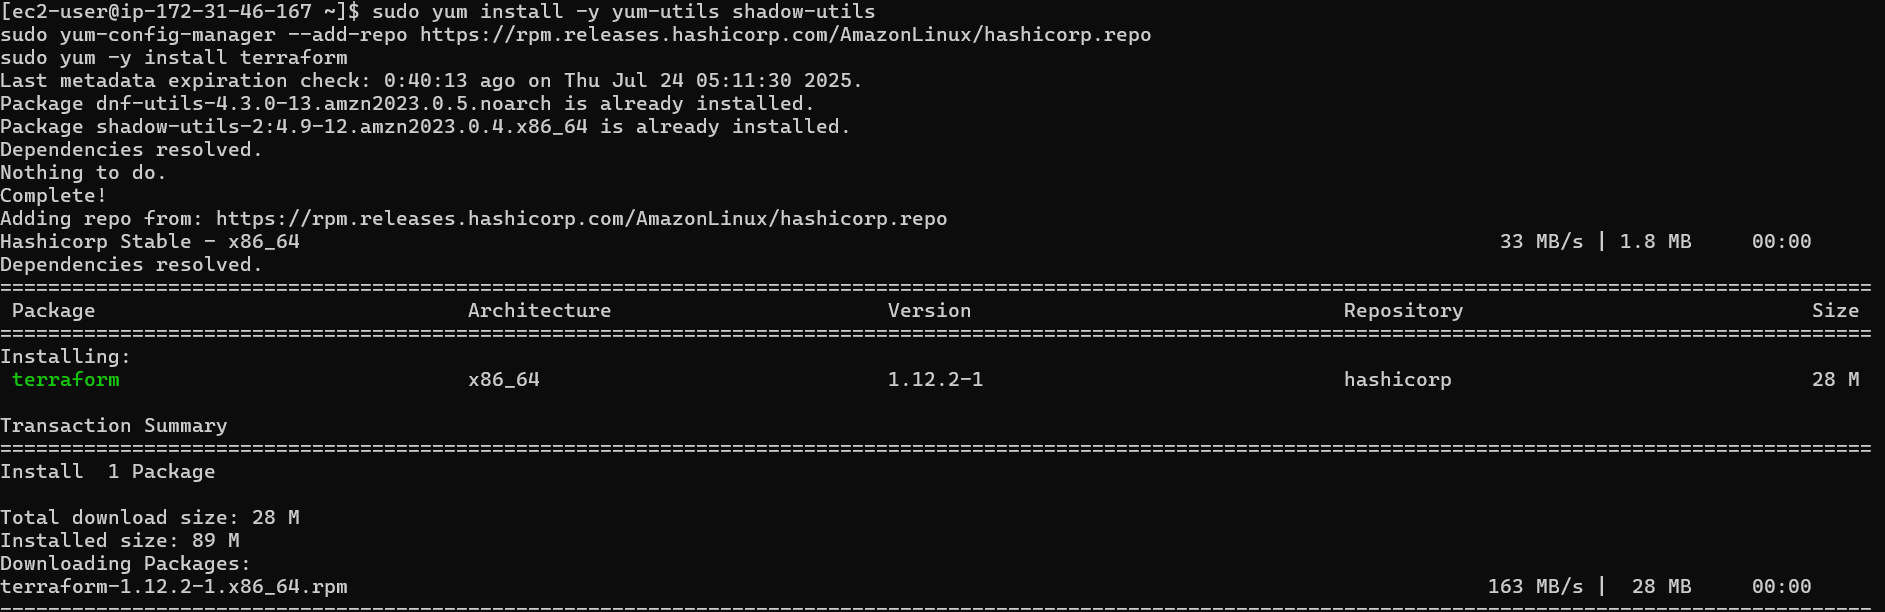 [ec2-user@ip-172-31-46-167 ~]$ sudo yum install -y yum-utils shadow-utils
sudo yum-config-manager --add-repo https://rpm.releases.hashicorp.com/AmazonLinux/hashicorp.repo
sudo yum -y install terraform
Last metadata expiration check: 0:40:13 ago on Thu Jul 24 05:11:30 2025.
Package dnf-utils-4.3.0-13.amzn2023.0.5.noarch is already installed.
Package shadow-utils-2:4.9-12.amzn2023.0.4.x86_64 is already installed.
Dependencies resolved.
Nothing to do.
Complete!
Adding repo from: https://rpm.releases.hashicorp.com/AmazonLinux/hashicorp.repo
Hashicorp Stable - x86_64 33 MB/s | 1.8 MB 00:00
Dependencies resolved.
Package Architecture Version Repository Size
Installing:
terraform x86_64 1.12.2-1 hashicorp 28 M
Transaction Summary
Install 1 Package
Total download size: 28 M
Installed size: 89 M
Downloading Packages:
terraform-1.12.2-1.x86_64.rpm 163 MB/s | 28 MB 00:00